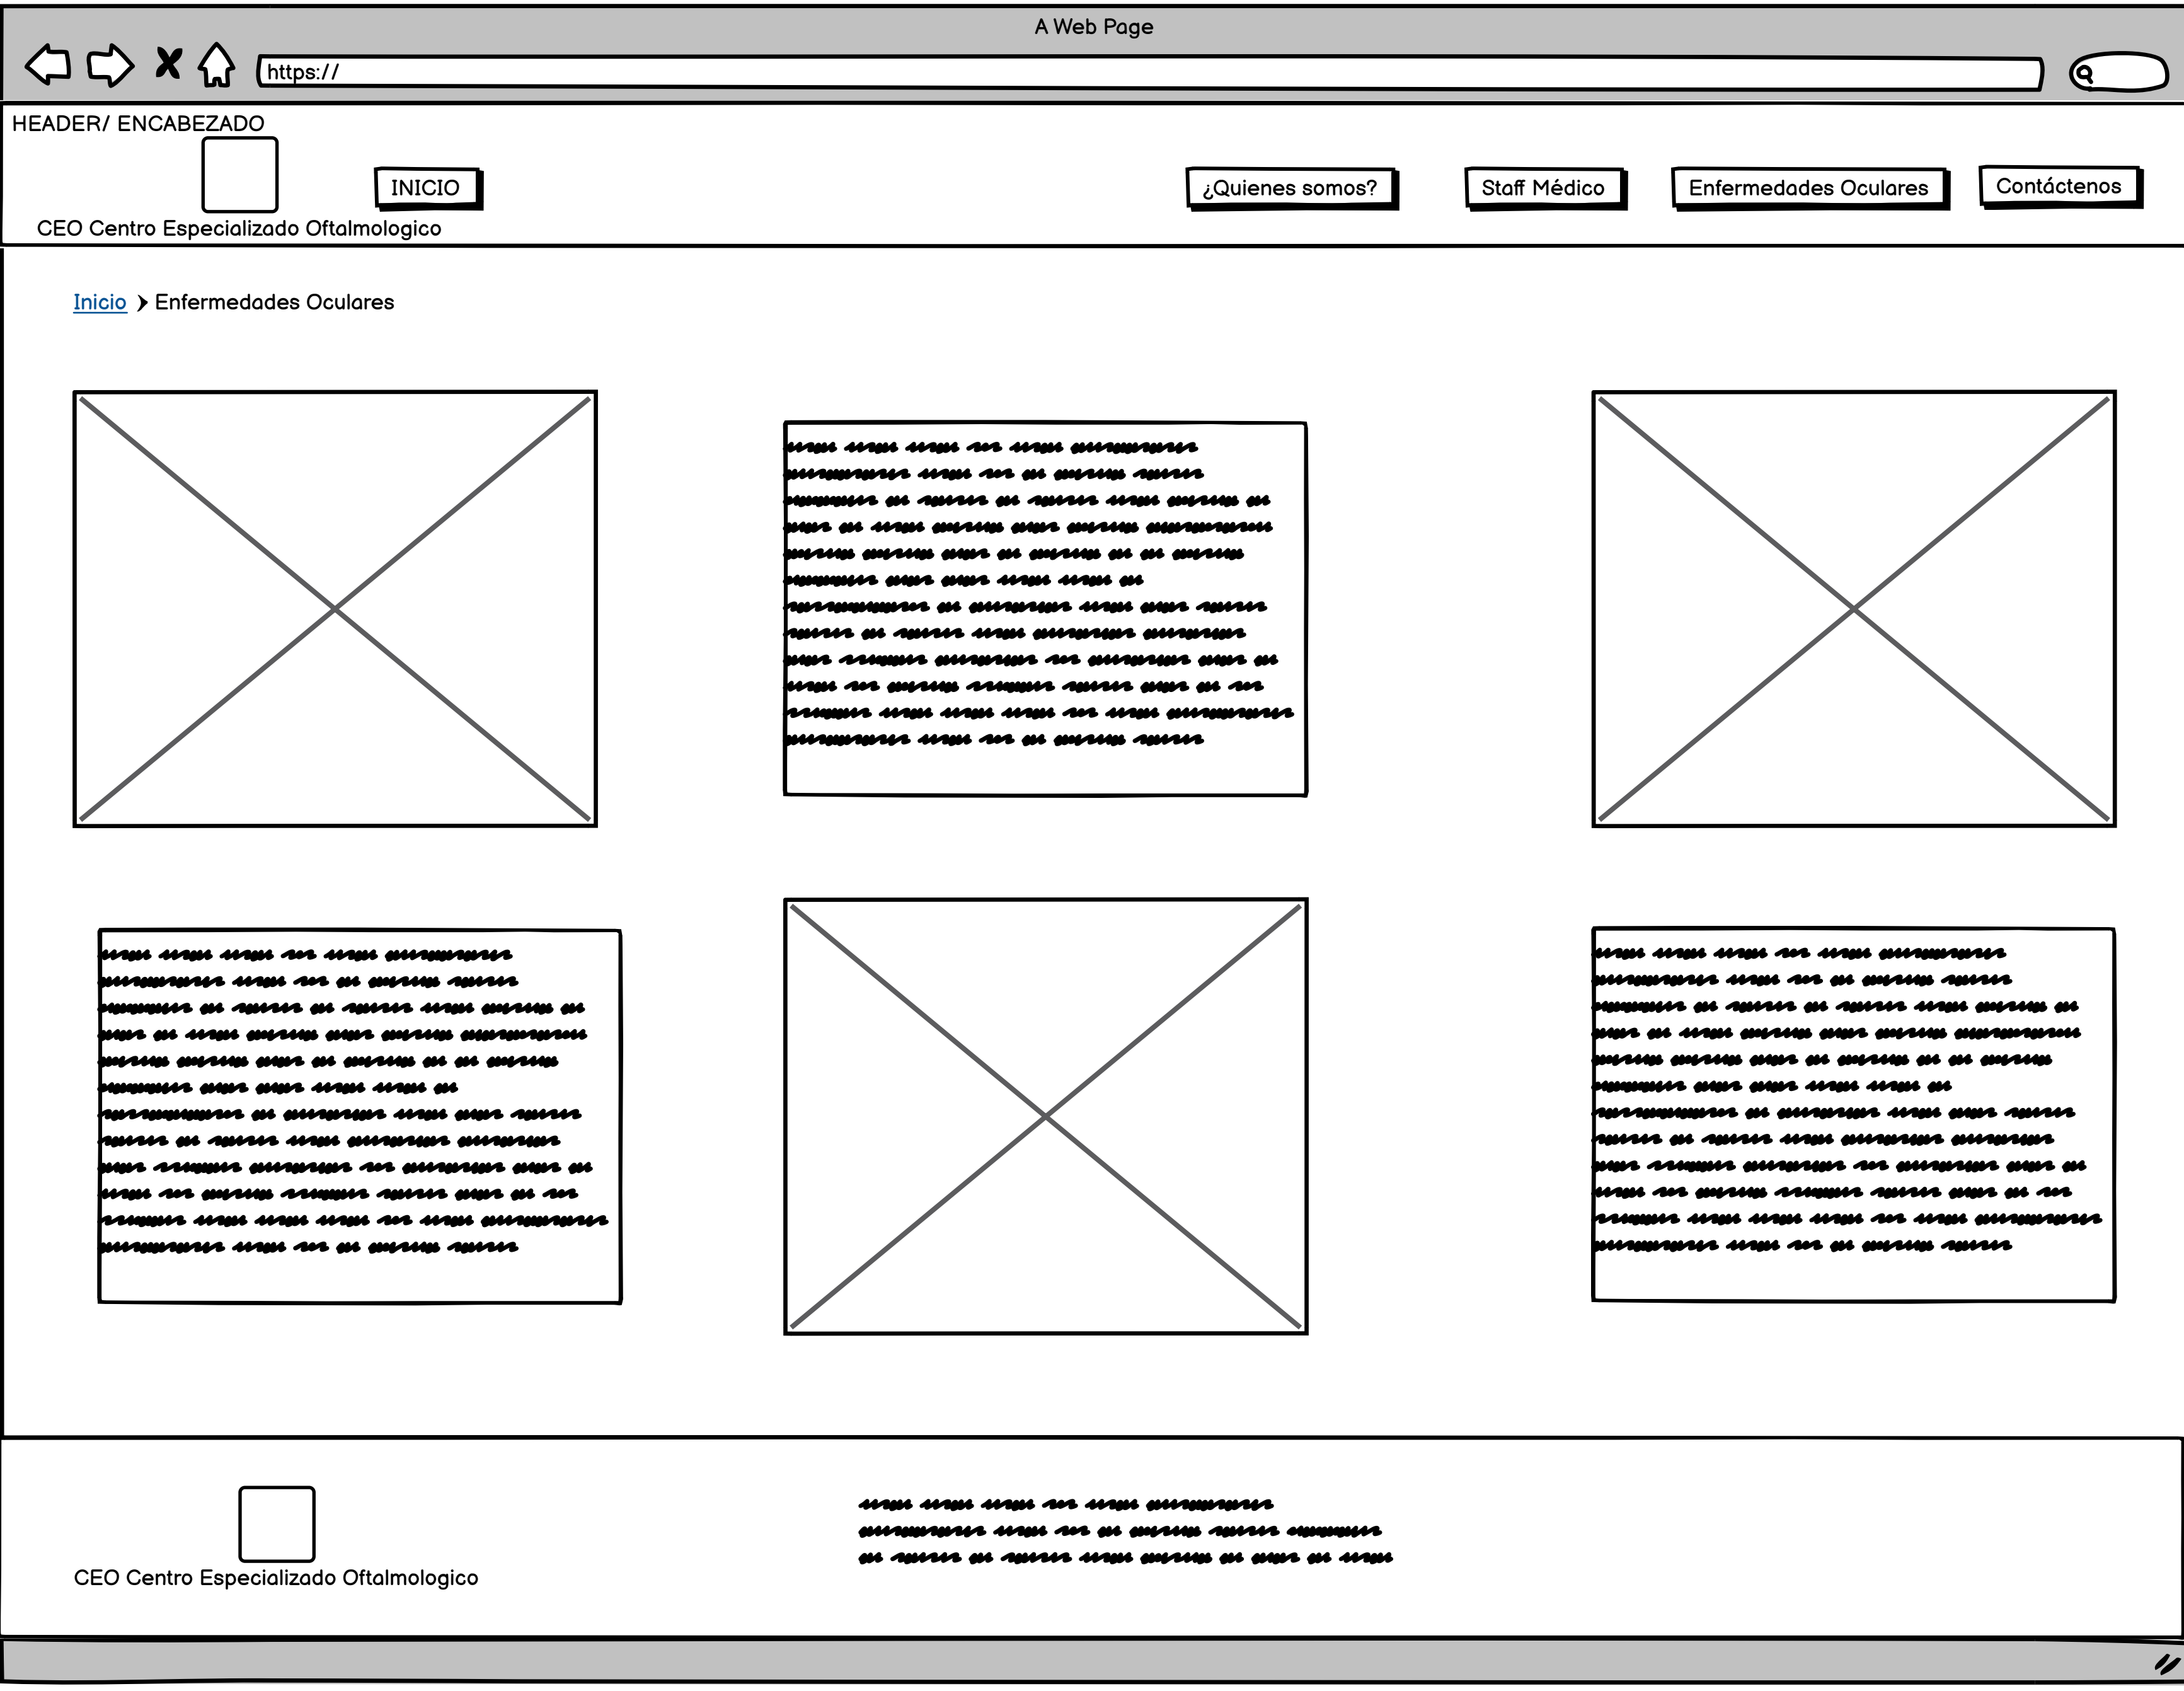 A Web Page
https://
HEADER/ ENCABEZADO
INICIO
¿Quienes somos?
Staff Médico
Enfermedades Oculares
Contáctenos
CEO Centro Especializado Oftalmologico
Inicio
Enfermedades Oculares
CEO Centro Especializado Oftalmologico